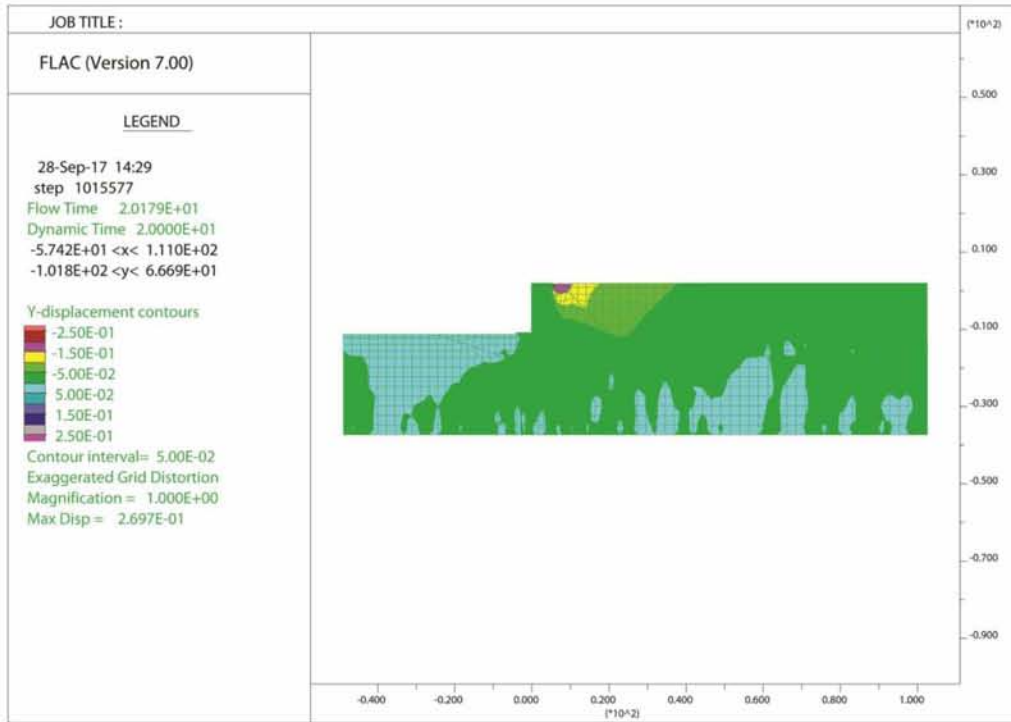 JOB TITLE :
(*10^2)
FLAC (Version 7.00)
LEGEND
28-Sep-17 14:29
step 1015577
Flow Time 2.0179E+01
Dynamic Time 2.0000E+01
-5.742E+01 <x< 1.110E+02
-1.018E+02 <y< 6.669E+01
Y-displacement contours
-2.50E-01
-1.50E-01
-5.00E-02
5.00E-02
1.50E-01
2.50E-01
Contour interval= 5.00E-02
Exaggerated Grid Distortion
Magnification = 1.000E+00
Max Disp = 2.697E-01
0.500
0.300
0.100
-0.100
-0.300
-0.500
-0.700
-0.900
-0.400 -0.200 0.000 0.200 0.400 0.600 0.800 1.000
(*10^2)